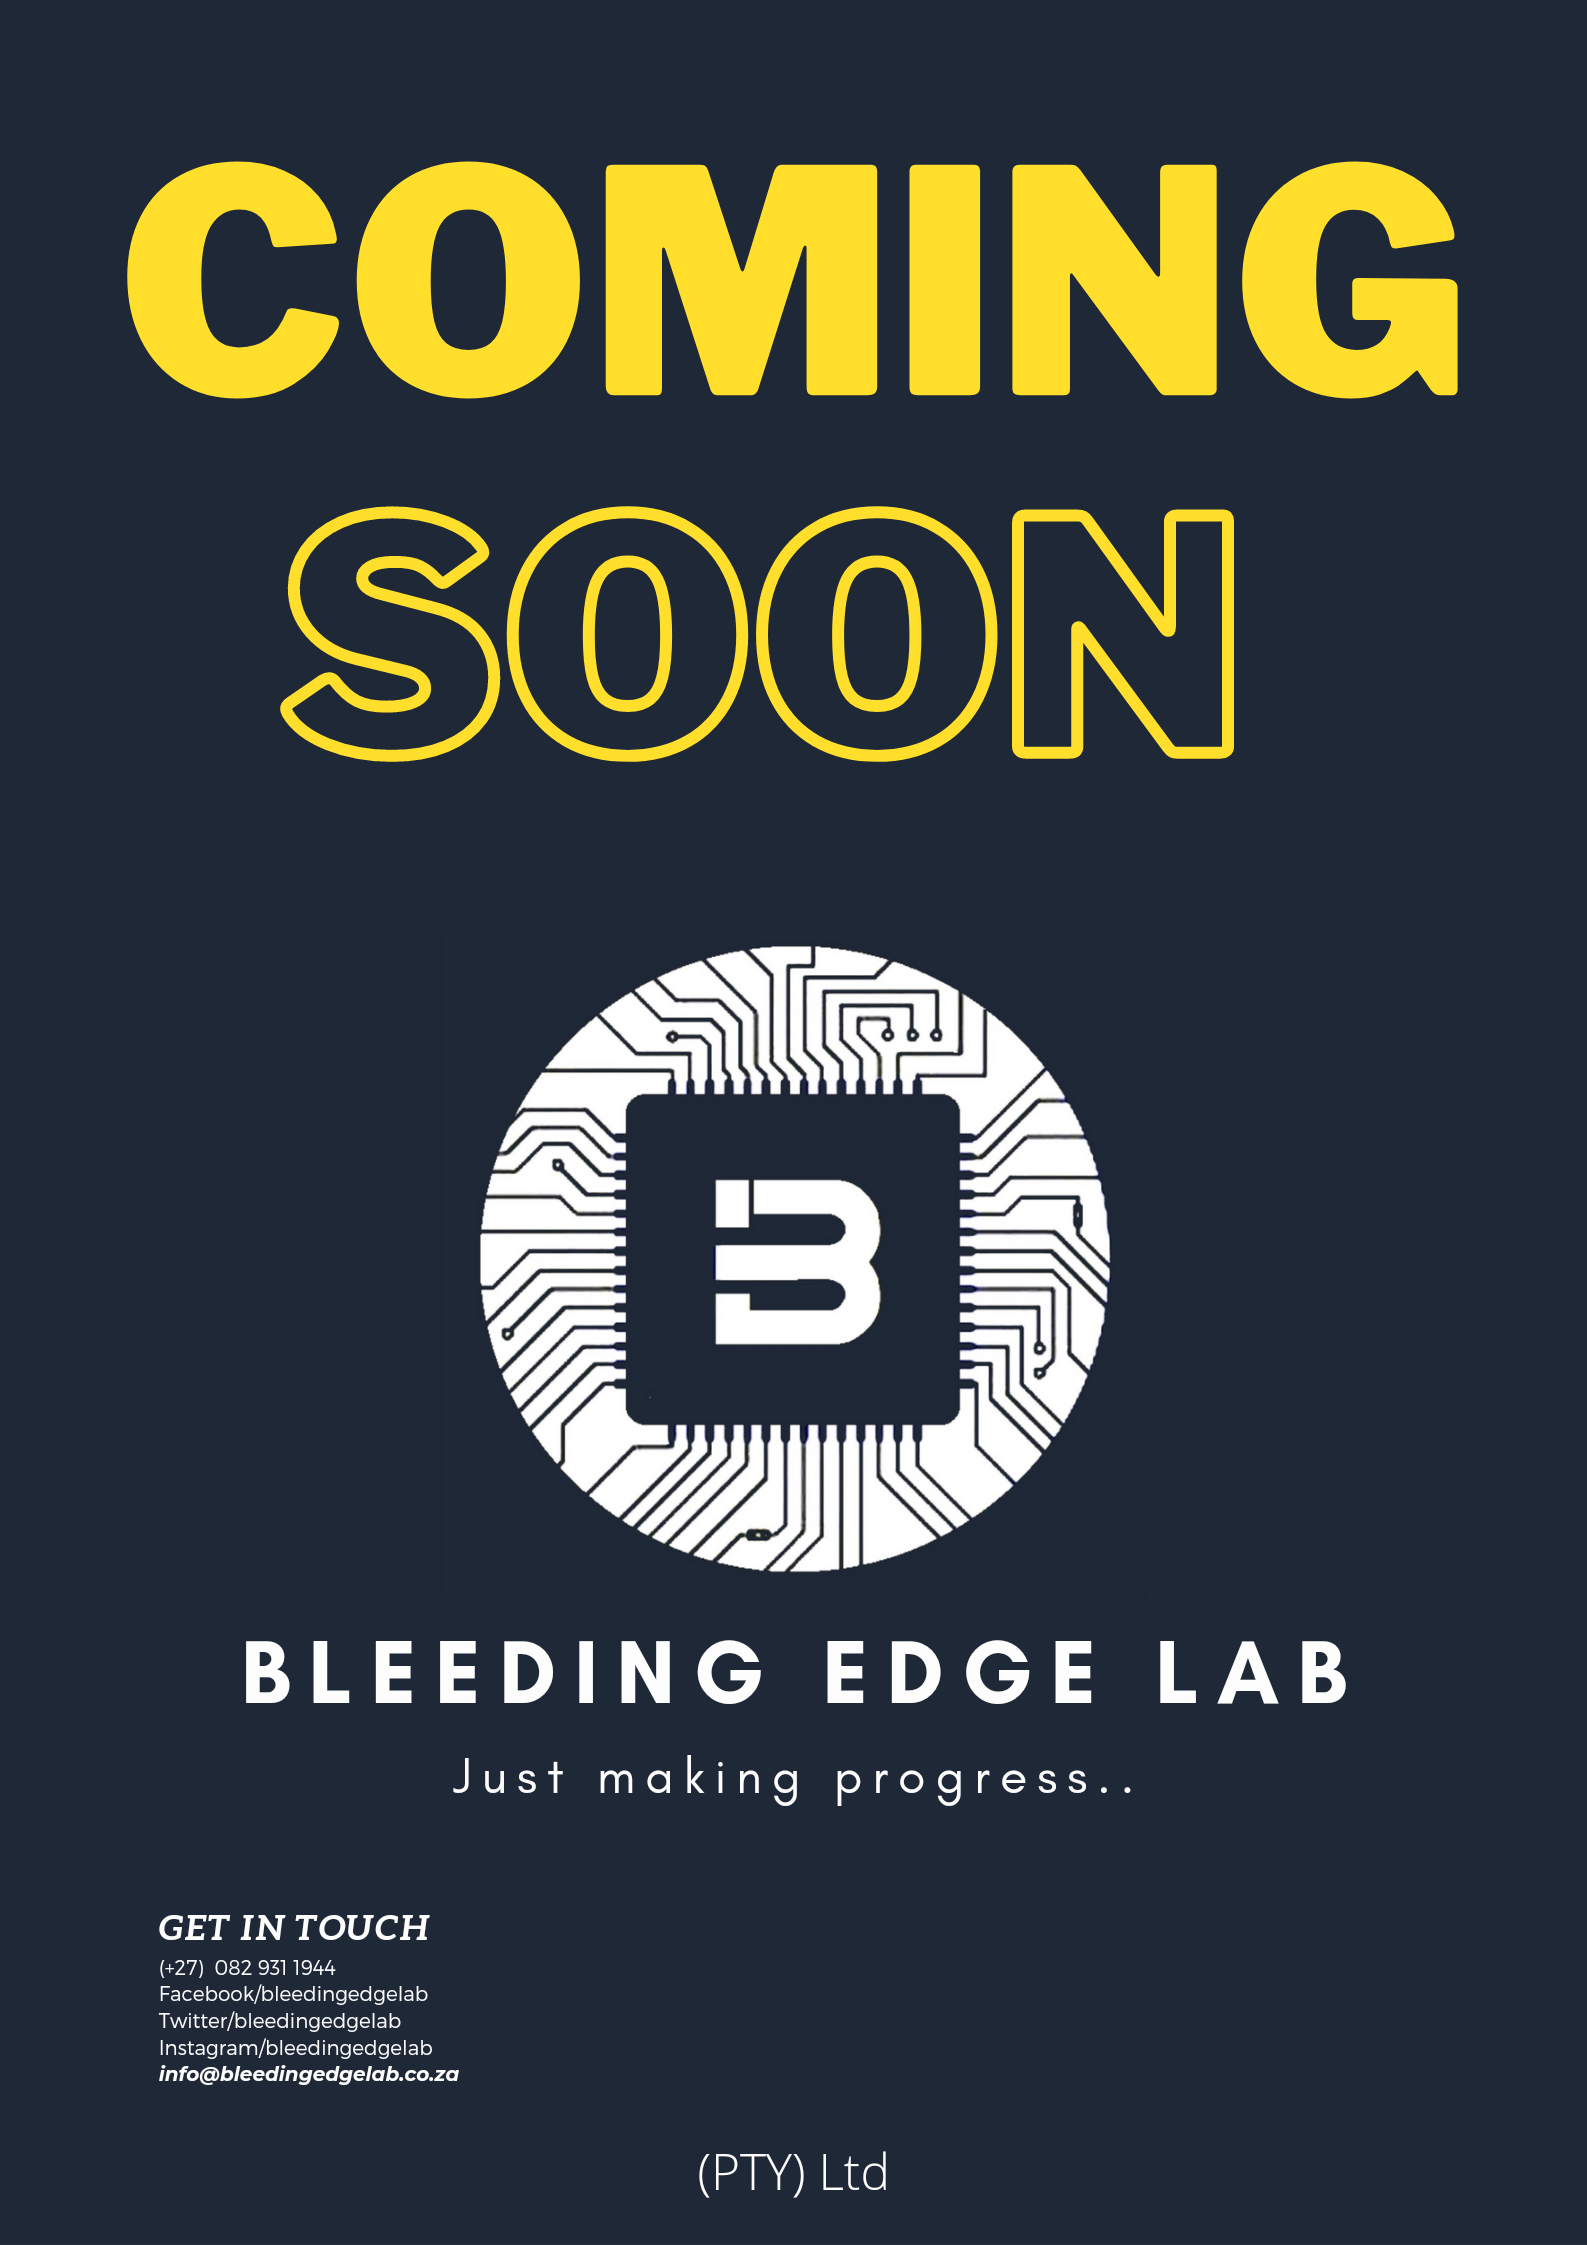 COMING
SOON
B
BLEEDING EDGE LAB
Just making progress..
GET IN TOUCH
(+27) 082 931 1944
Facebook/bleedingedgelab
Twitter/bleedingedgelab
Instagram/bleedingedgelab
info@bleedingedgelab.co.za
(PTY) Ltd